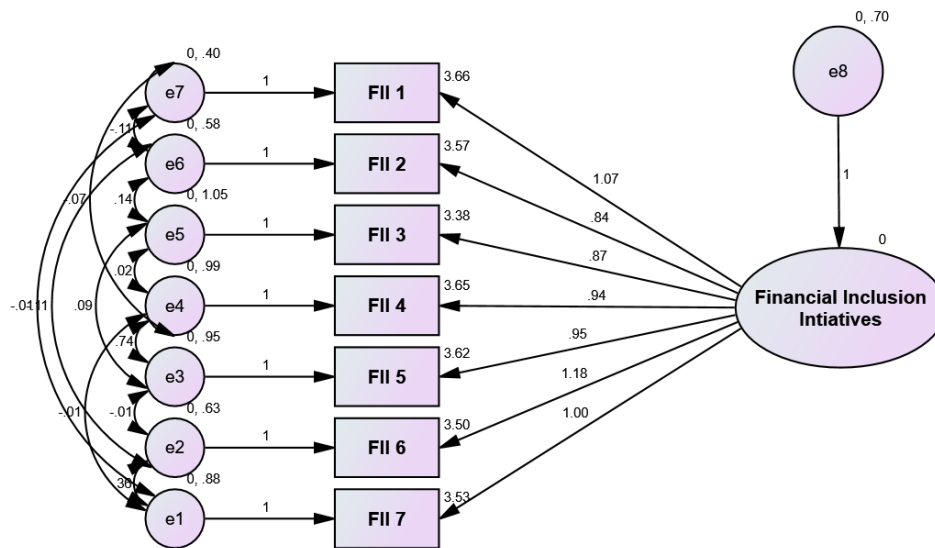 0, .70
e8
1
0
Financial Inclusion
Intiatives
0, .40
e7
1
FII 1
3.66
1.07
-.11
0, .58
e6
1
FII 2
3.57
.84
-.07
.14
0, 1.05
e5
1
FII 3
3.38
.87
.02
0, .99
e4
1
FII 4
3.65
.94
-.01
.09
.74
0, .95
e3
1
FII 5
3.62
.95
-.01
-.01
0, .63
e2
1
FII 6
3.50
1.18
0, .88
e1
1
FII 7
3.53
1.00